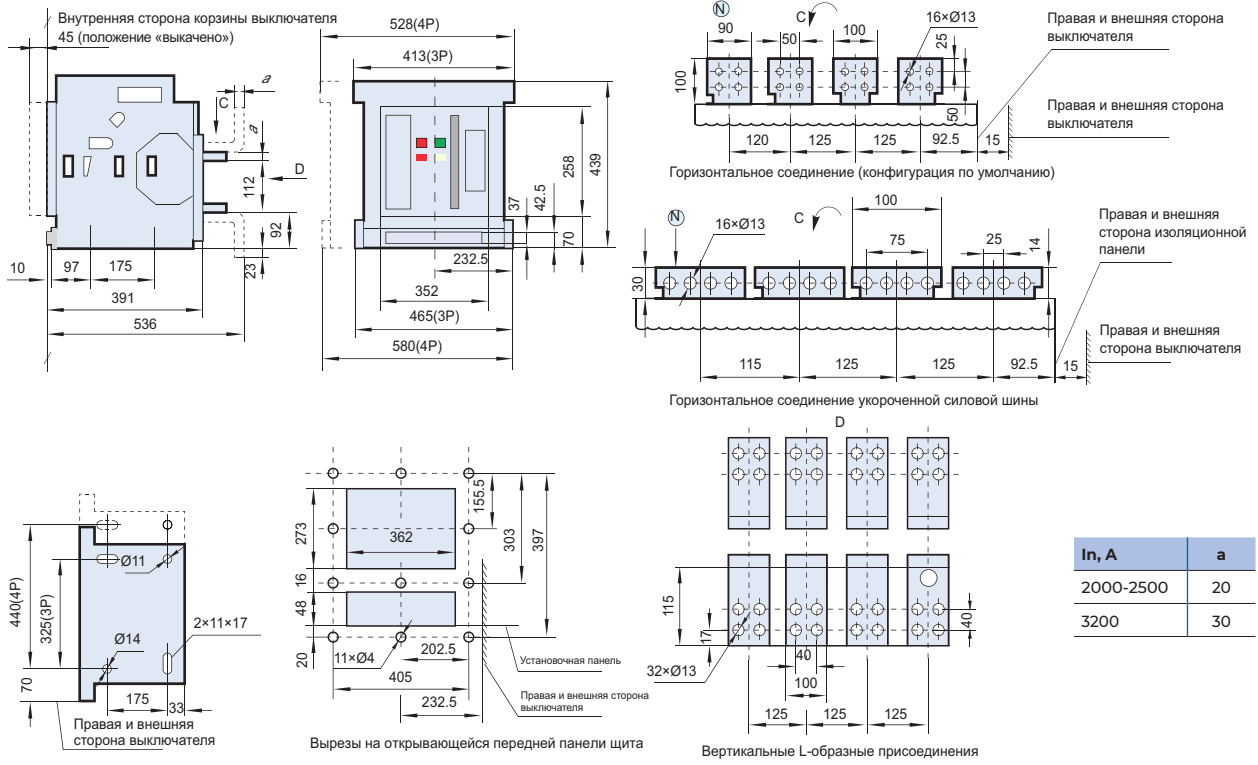 Внутренняя сторона корзины выключателя
45 (положение «выкачено»)
a
C
a
D
112
92
23
10
97
175
391
536
528(4P)
413(3P)
258
439
37
42.5
70
232.5
352
465(3P)
580(4P)
N
C
16×Ø13
90
50
100
25
100
50
120
125
125
92.5
15
Правая и внешняя сторона
выключателя
Правая и внешняя сторона
выключателя
Горизонтальное соединение (конфигурация по умолчанию)
N
16×Ø13
C
100
75
25
14
30
115
125
125
92.5
15
Правая и внешняя
сторона изоляционной
панели
Правая и внешняя
сторона выключателя
Горизонтальное соединение укороченной силовой шины
440(4P)
325(3P)
70
Ø11
Ø14
2×11×17
175
33
Правая и внешняя
сторона выключателя
273
16
48
20
362
155.5
303
397
11×Ø4
202.5
405
232.5
Установочная панель
Правая и внешняя сторона
выключателя
Вырезы на открывающейся передней панели щита
D
115
17
32×Ø13
40
100
40
125
125
125
Вертикальные L-образные присоединения
In, A a
2000-2500 20
3200 30